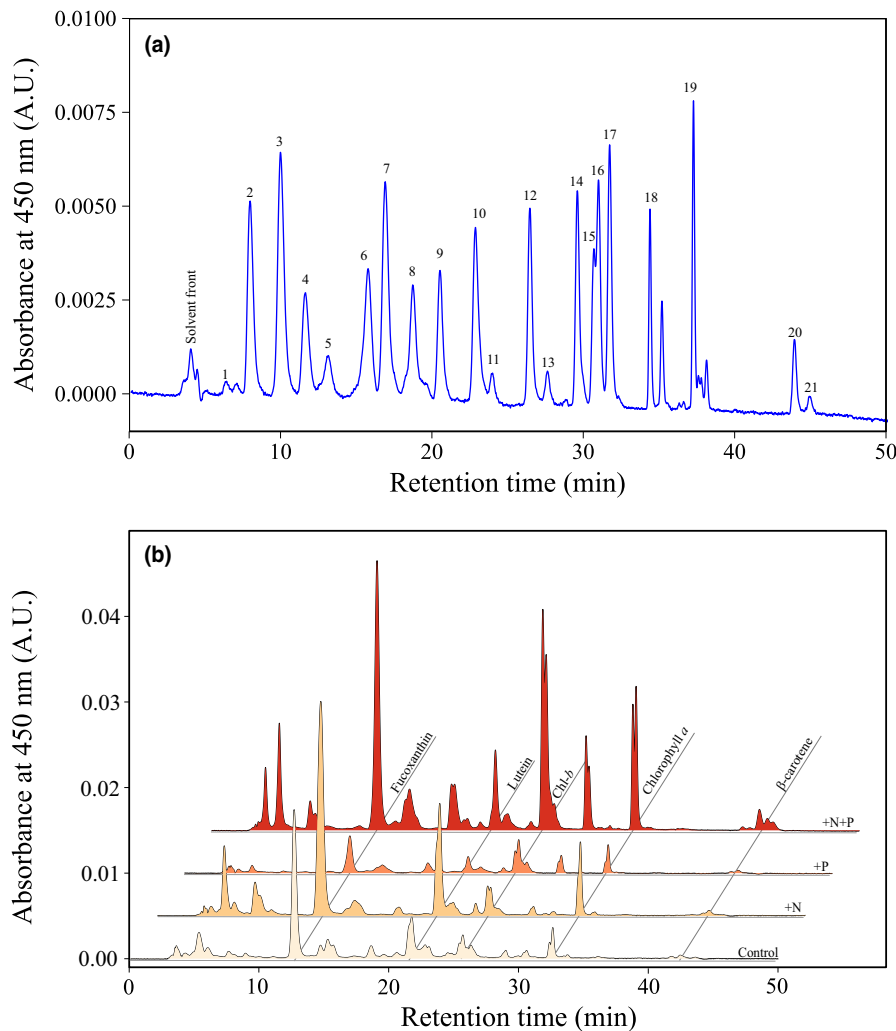 (a)
Absorbance at 450 nm (A.U.)
0.0100
0.0075
0.0050
0.0025
0.0000
Solvent front
1
2
3
4
5
6
7
8
9
10
11
12
13
14
15
16
17
18
19
20
21
0 10 20 30 40 50
Retention time (min)
(b)
Absorbance at 450 nm (A.U.)
0.04
0.03
0.02
0.01
0.00
Fucoxanthin
Lutein
Chl-b
Chlorophyll a
β-carotene
+N+P
+P
+N
Control
0 10 20 30 40 50
Retention time (min)